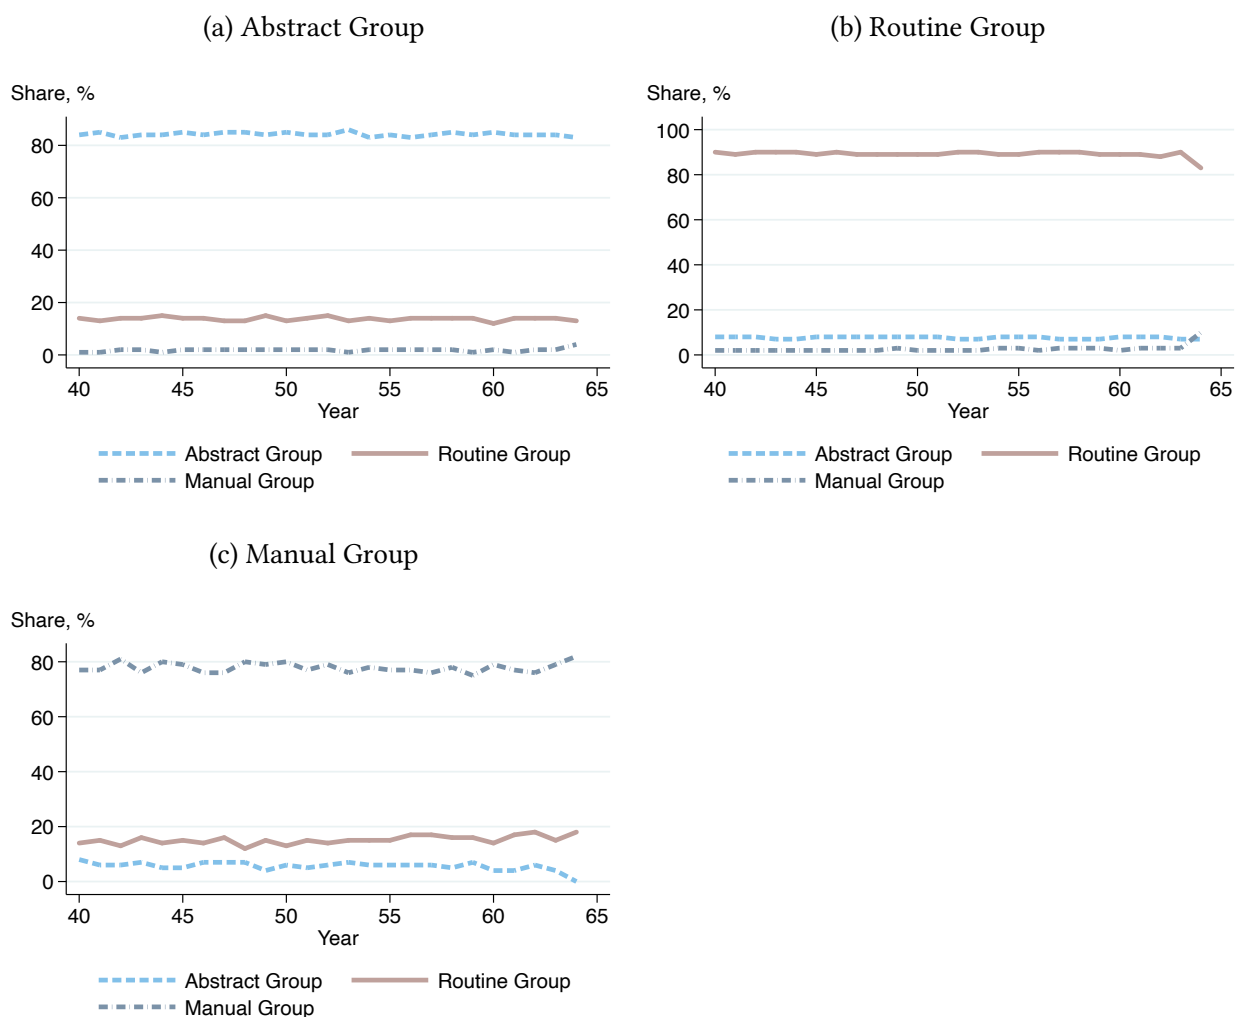 (a) Abstract Group
Share, %
80
60
40
20
0
40 45 50 55 60 65
Year
Abstract Group Routine Group
Manual Group
(b) Routine Group
Share, %
100
80
60
40
20
0
40 45 50 55 60 65
Year
Abstract Group Routine Group
Manual Group
(c) Manual Group
Share, %
80
60
40
20
0
40 45 50 55 60 65
Year
Abstract Group Routine Group
Manual Group